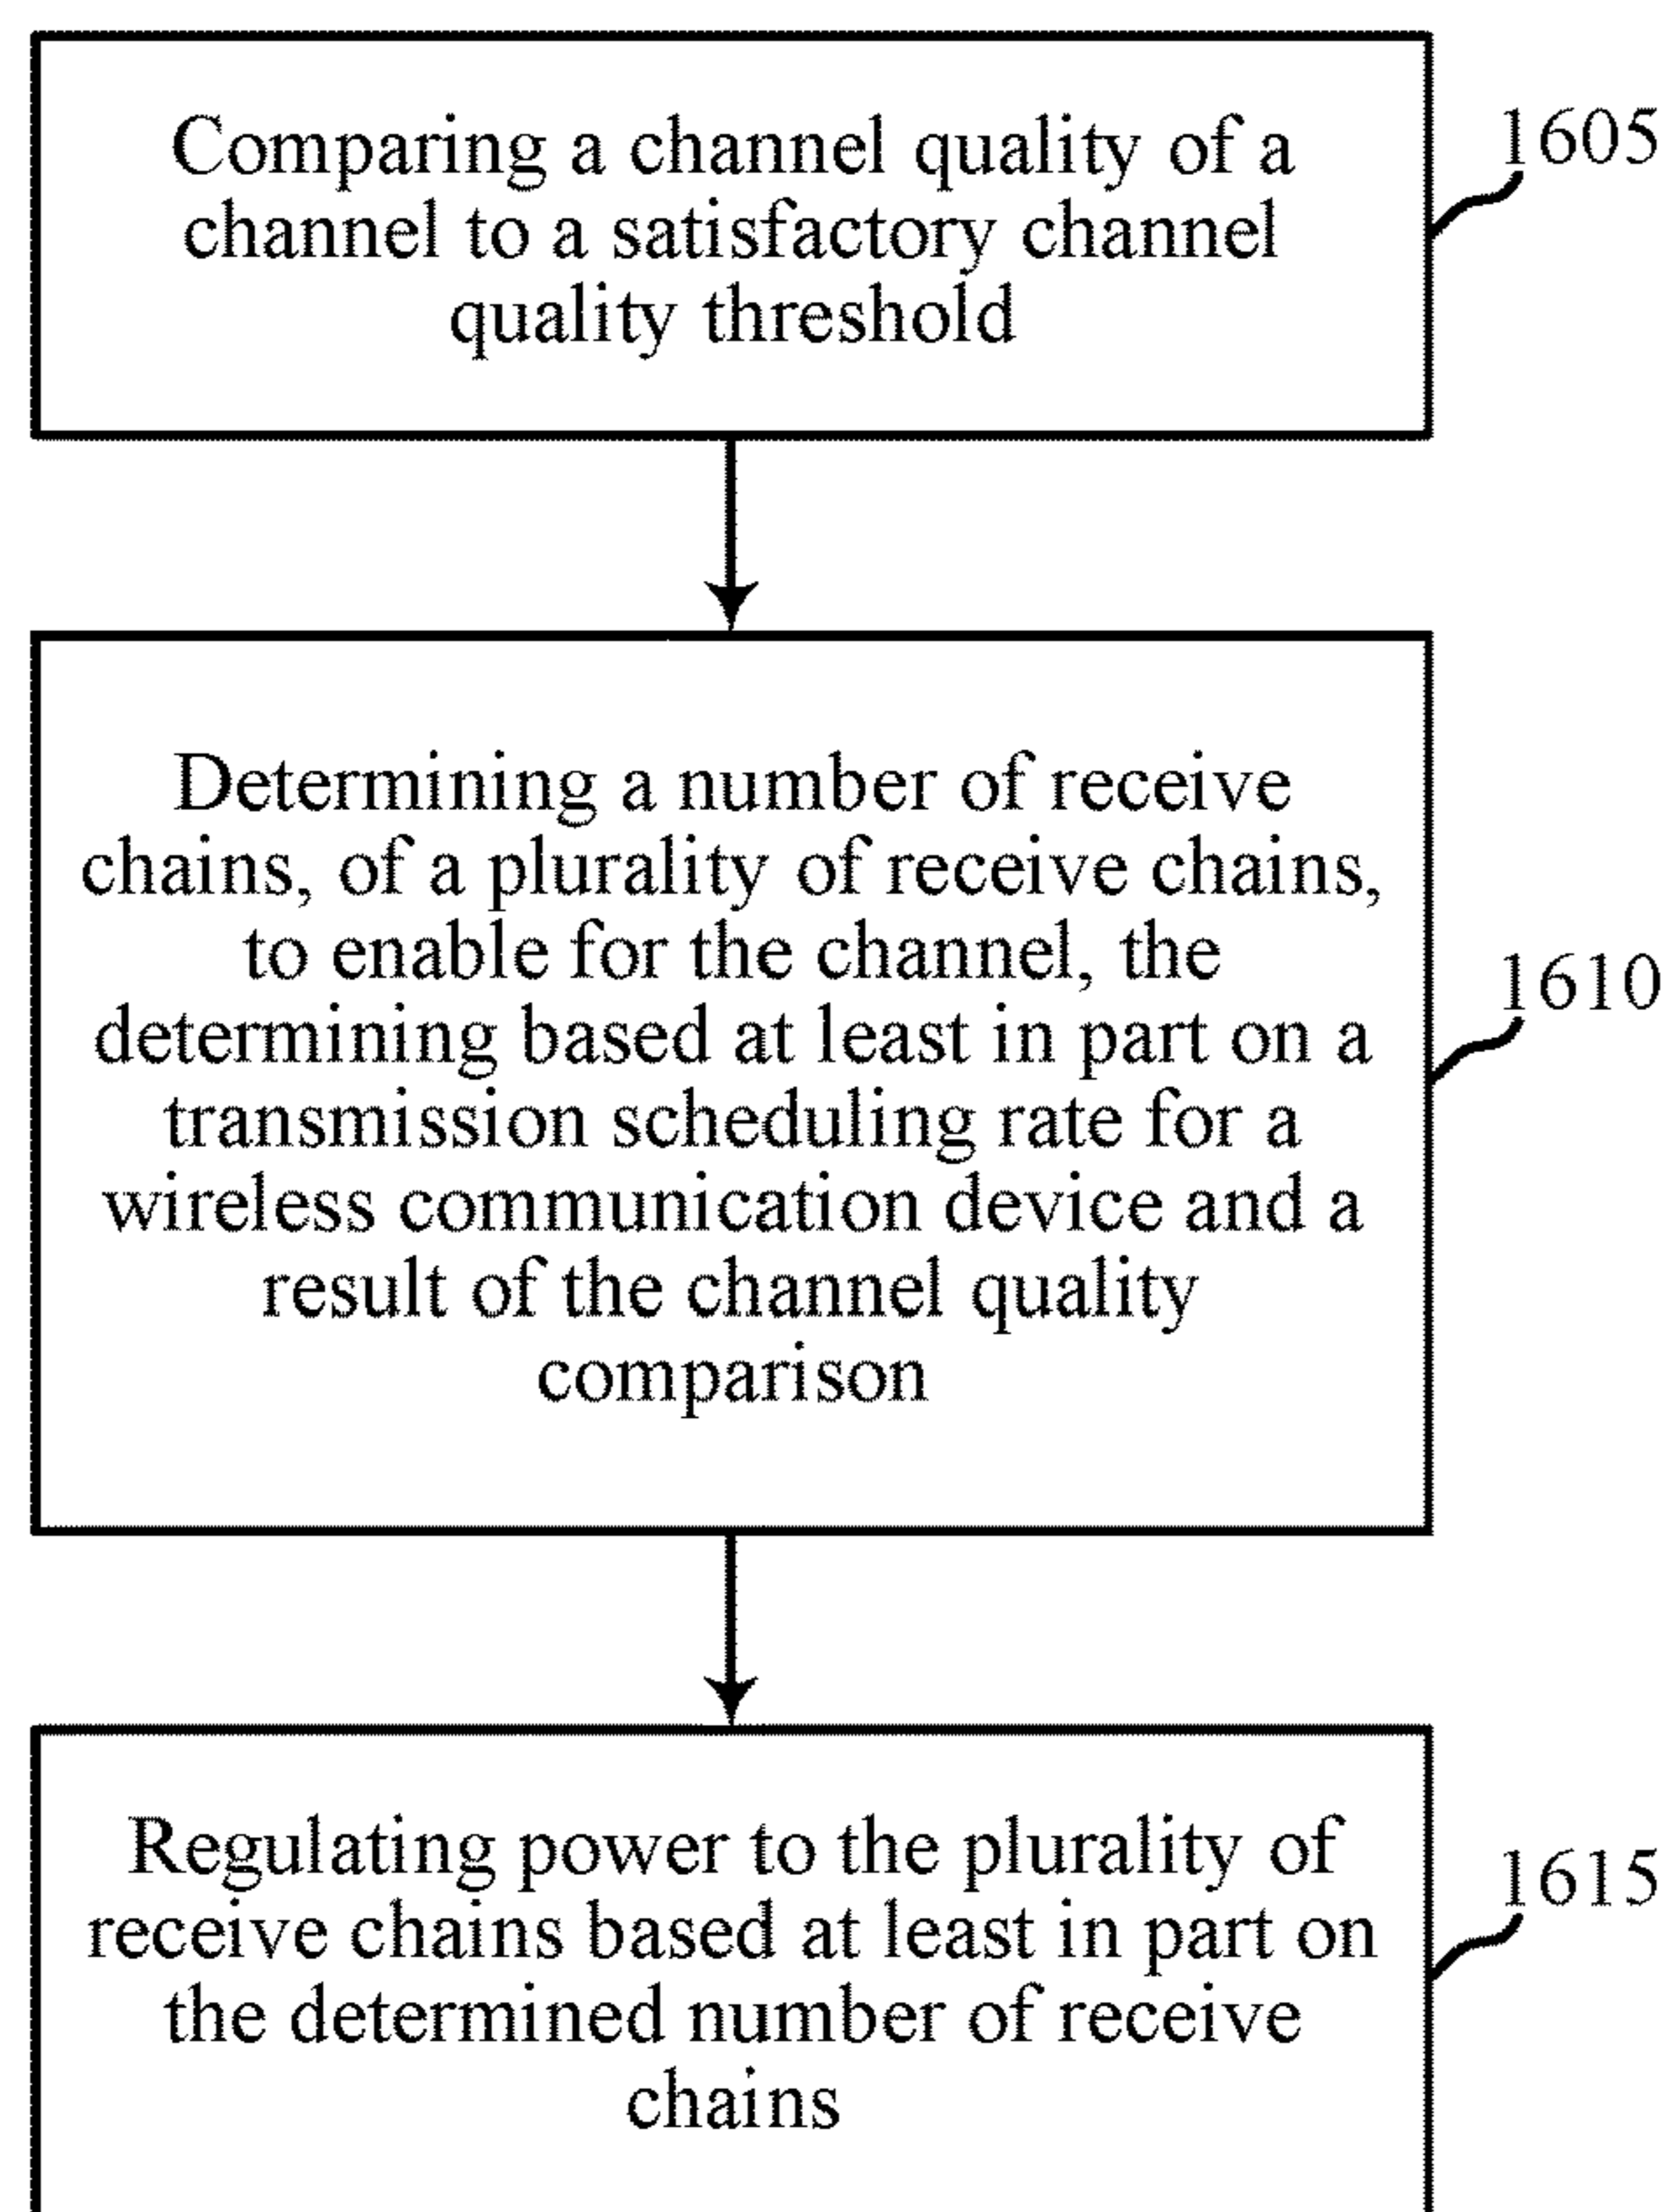 Comparing a channel quality of a
channel to a satisfactory channel
quality threshold
1605
Determining a number of receive
chains, of a plurality of receive chains,
to enable for the channel, the
determining based at least in part on a
transmission scheduling rate for a
wireless communication device and a
result of the channel quality
comparison
1610
Regulating power to the plurality of
receive chains based at least in part on
the determined number of receive
chains
1615